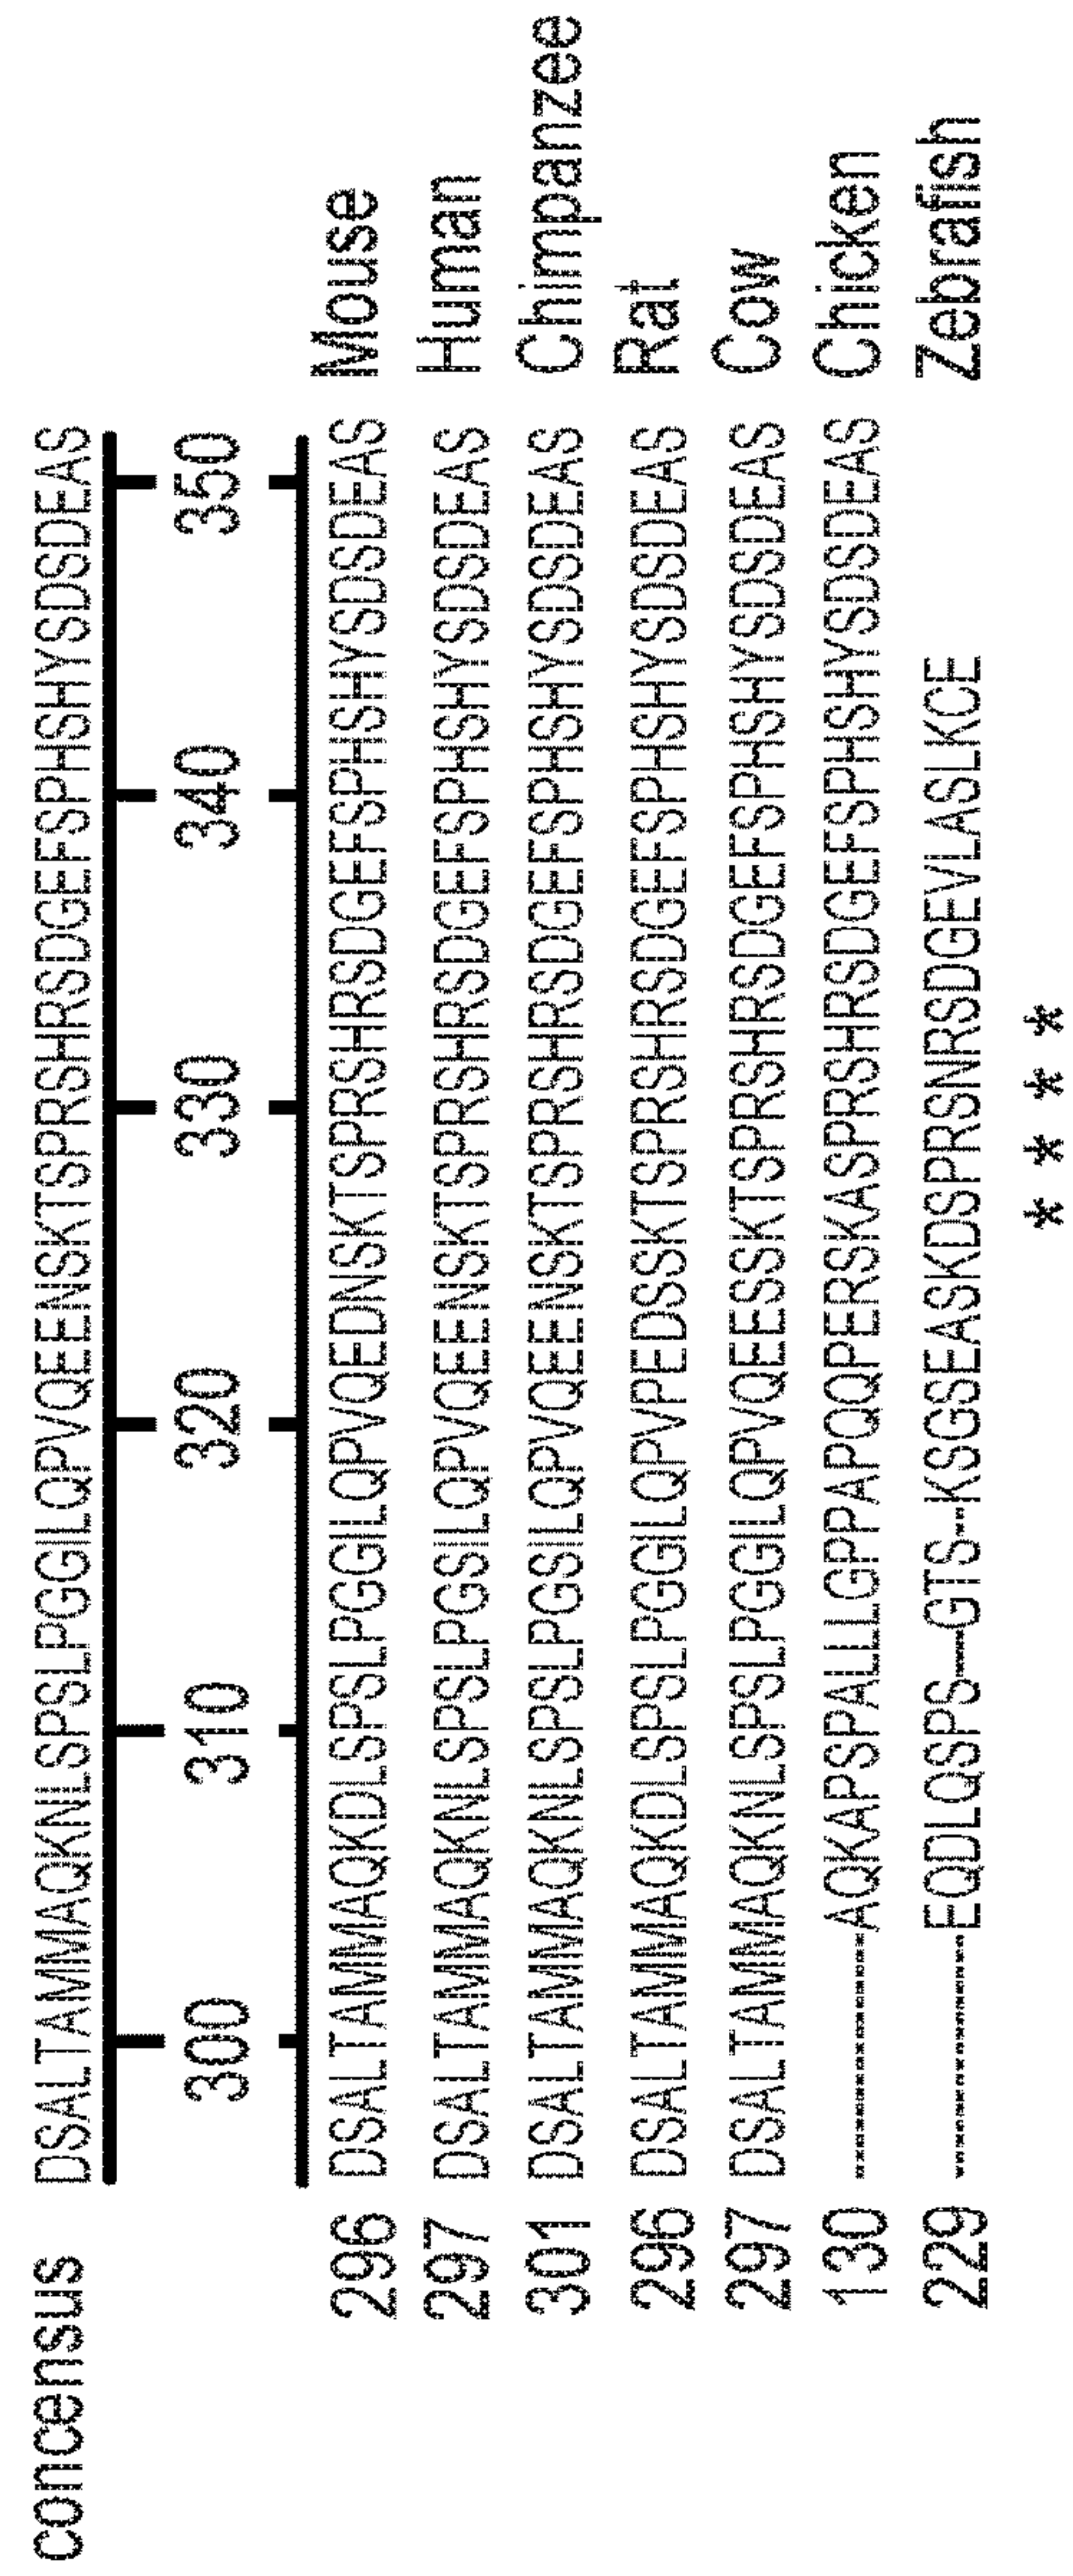 concensus DSALTAMMAQKNLSPSLPGGILQPVQEENSKTSPRSHRSDGEFSPHSHYSDSDEAS
300 310 320 330 340 350
296 DSALTAMMAQKDLSPSLPGGILQPVQEDNSKTSPRSHRSDGEFSPHSHYSDSDEAS Mouse
297 DSALTAMMAQKNLSPSLPGSILQPVQEENSKTSPRSHRSDGEFSPHSHYSDSDEAS Human
301 DSALTAMMAQKNLSPSLPGSILQPVQEENSKTSPRSHRSDGEFSPHSHYSDSDEAS Chimpanzee
296 DSALTAMMAQKDLSPSLPGGILQPVPEDSSKTSPRSHRSDGEFSPHSHYSDSDEAS Rat
297 DSALTAMMAQKNLSPSLPGGILQPVQEESSKTSPRSHRSDGEFSPHSHYSDSDEAS Cow
130 --------AQKAPSPALLGPPAPQQPERSKASPRSHRSDGEFSPHSHYSDSDEAS Chicken
229 --------EQDLQSPS--GTS--KSGSEASKDSPRSNRSDGEVLASLKCE Zebrafish
* * * *